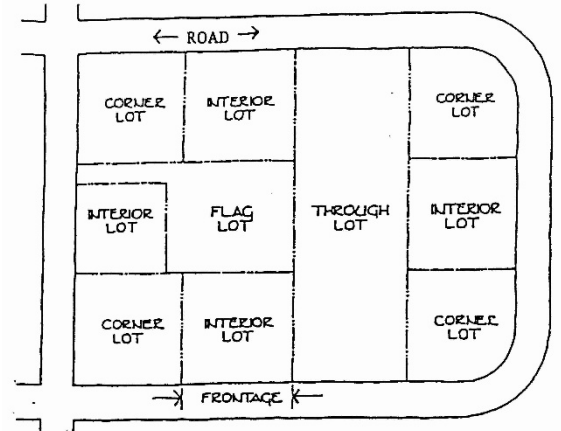 ← ROAD →
CORNER
LOT
INTERIOR
LOT
CORNER
LOT
INTERIOR
LOT
FLAG
LOT
THROUGH
LOT
INTERIOR
LOT
CORNER
LOT
INTERIOR
LOT
CORNER
LOT
FRONTAGE